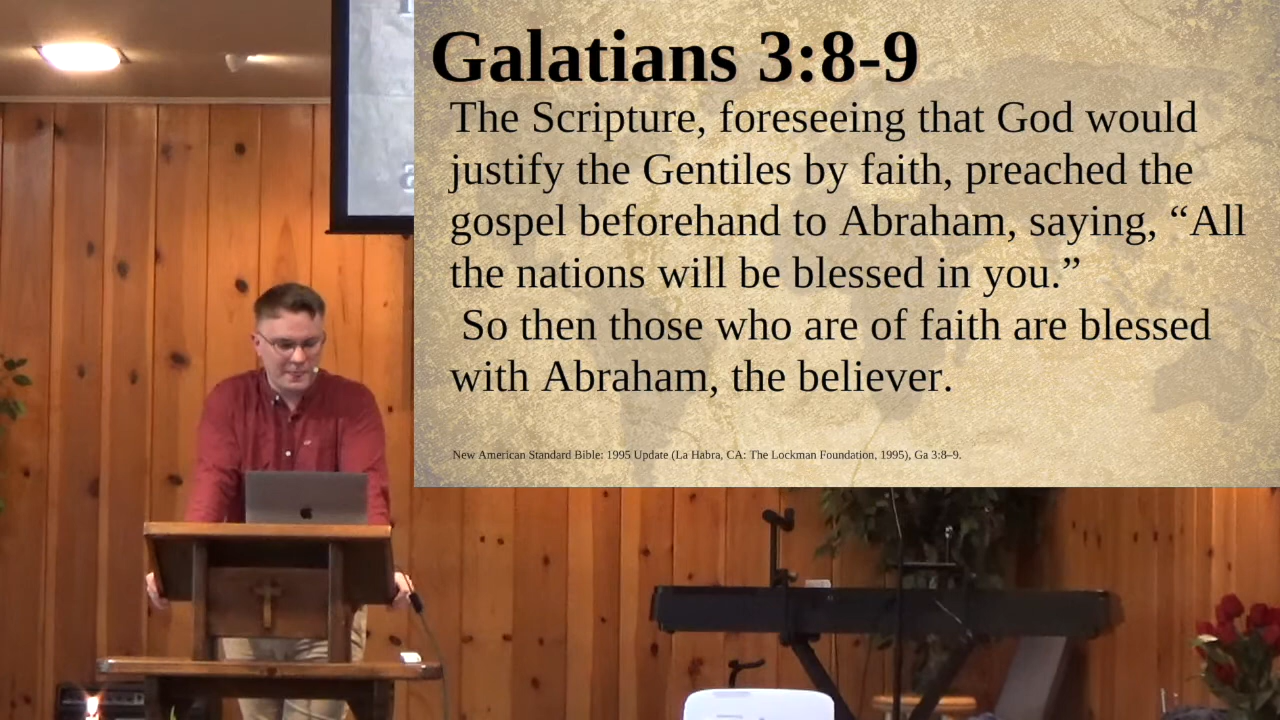 Galatians 3:8-9
The Scripture, foreseeing that God would
justify the Gentiles by faith, preached the
gospel beforehand to Abraham, saying, “All
the nations will be blessed in you.”
So then those who are of faith are blessed
with Abraham, the believer.
New American Standard Bible: 1995 Update (La Habra, CA: The Lockman Foundation, 1995), Ga 3:8–9.